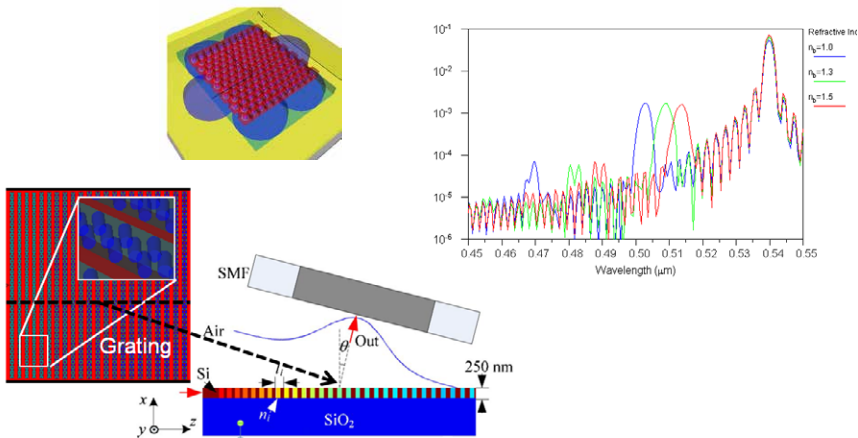 10⁻¹
10⁻²
10⁻³
10⁻⁴
10⁻⁵
10⁻⁶
0.45 0.46 0.47 0.48 0.49 0.50 0.51 0.52 0.53 0.54 0.55
Wavelength (μm)
Refractive Ind
n_b=1.0
n_b=1.3
n_b=1.5
Grating
SMF
Air
θ
Out
Si
250 nm
n_i
SiO₂
x
y
z